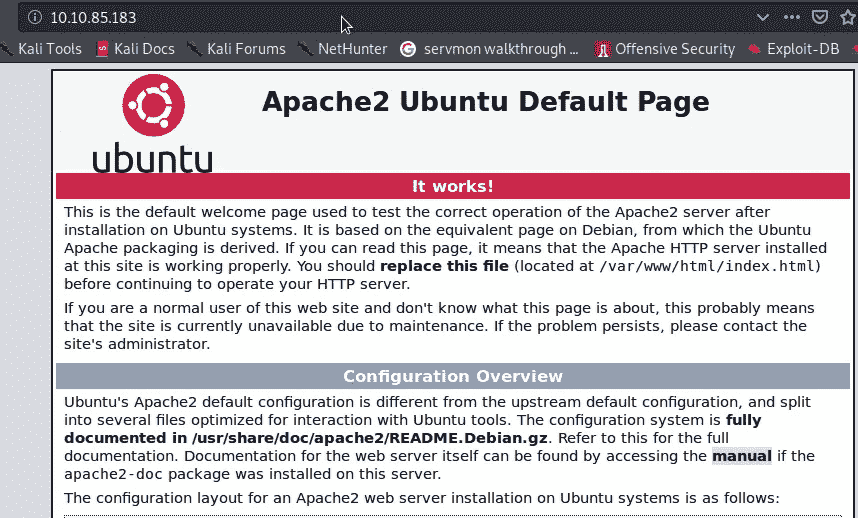 10.10.85.183
Kali Tools Kali Docs Kali Forums NetHunter servmon walkthrough ... Offensive Security Exploit-DB
Apache2 Ubuntu Default Page
ubuntu
It works!
This is the default welcome page used to test the correct operation of the Apache2 server after
installation on Ubuntu systems. It is based on the equivalent page on Debian, from which the Ubuntu
Apache packaging is derived. If you can read this page, it means that the Apache HTTP server installed
at this site is working properly. You should replace this file (located at /var/www/html/index.html)
before continuing to operate your HTTP server.
If you are a normal user of this web site and don't know what this page is about, this probably means
that the site is currently unavailable due to maintenance. If the problem persists, please contact the
site's administrator.
Configuration Overview
Ubuntu's Apache2 default configuration is different from the upstream default configuration, and split
into several files optimized for interaction with Ubuntu tools. The configuration system is fully
documented in /usr/share/doc/apache2/README.Debian.gz. Refer to this for the full
documentation. Documentation for the web server itself can be found by accessing the manual if the
apache2-doc package was installed on this server.
The configuration layout for an Apache2 web server installation on Ubuntu systems is as follows: